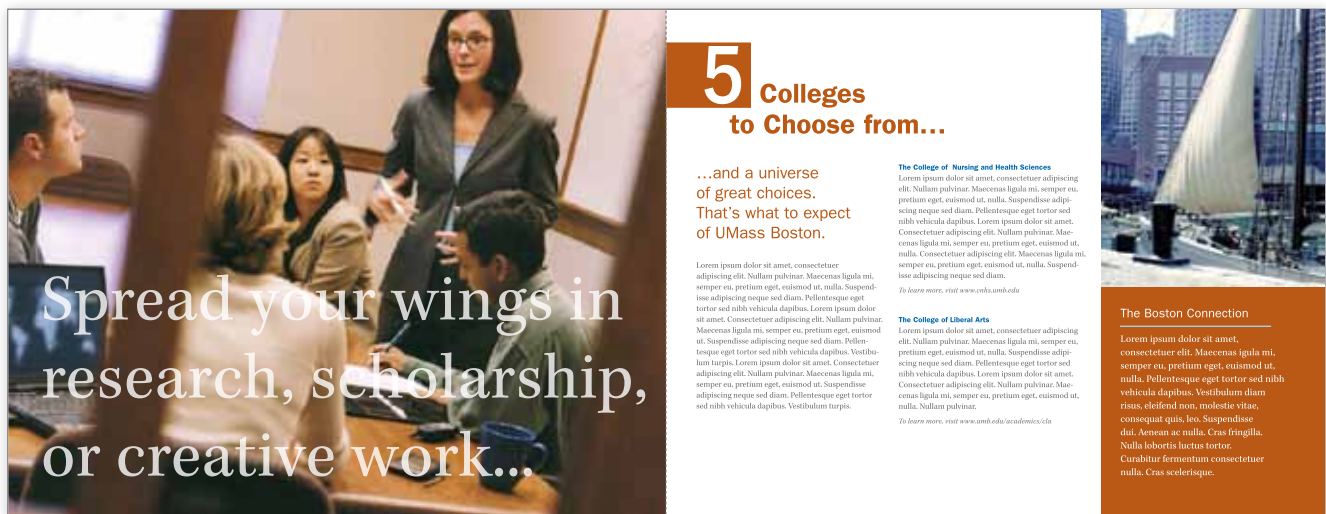 Spread your wings in
research, scholarship,
or creative work...
5 Colleges
to Choose from...
...and a universe
of great choices.
That's what to expect
of UMass Boston.
Lorem ipsum dolor sit amet, consectetuer
adipiscing elit. Nullam pulvinar. Maecenas ligula mi,
semper eu, pretium eget, euismod ut, nulla. Suspend-
isse adipiscing neque sed diam. Pellentesque eget
tortor sed nibh vehicula dapibus. Lorem ipsum dolor
sit amet. Consectetuer adipiscing elit. Nullam pulvinar.
Maecenas ligula mi, semper eu, pretium eget, euismod
ut. Suspendisse adipiscing neque sed diam. Pellen-
tesque eget tortor sed nibh vehicula dapibus. Vestibu-
lum turpis. Lorem ipsum dolor sit amet. Consectetuer
adipiscing elit. Nullam pulvinar. Maecenas ligula mi,
semper eu, pretium eget, euismod ut. Suspendisse
adipiscing neque sed diam. Pellentesque eget tortor
sed nibh vehicula dapibus. Vestibulum turpis.
The College of Nursing and Health Sciences
Lorem ipsum dolor sit amet, consectetuer adipiscing
elit. Nullam pulvinar. Maecenas ligula mi, semper eu,
pretium eget, euismod ut, nulla. Suspendisse adipi-
scing neque sed diam. Pellentesque eget tortor sed
nibh vehicula dapibus. Lorem ipsum dolor sit amet.
Consectetuer adipiscing elit. Nullam pulvinar. Mae-
cenas ligula mi, semper eu, pretium eget, euismod ut,
nulla. Consectetuer adipiscing elit. Maecenas ligula mi,
semper eu, pretium eget, euismod ut, nulla. Suspend-
isse adipiscing neque sed diam.
To learn more, visit www.cnhs.umb.edu
The College of Liberal Arts
Lorem ipsum dolor sit amet, consectetuer adipiscing
elit. Nullam pulvinar. Maecenas ligula mi, semper eu,
pretium eget, euismod ut, nulla. Suspendisse adipi-
scing neque sed diam. Pellentesque eget tortor sed
nibh vehicula dapibus. Lorem ipsum dolor sit amet.
Consectetuer adipiscing elit. Nullam pulvinar. Mae-
cenas ligula mi, semper eu, pretium eget, euismod ut,
nulla. Nullam pulvinar.
To learn more, visit www.umb.edu/academics/cla
The Boston Connection
Lorem ipsum dolor sit amet,
consectetuer elit. Maecenas igula mi,
semper eu, pretium eget, euismod ut,
nulla. Pellentesque eget tortor sed nibh
vehicula dapibus. Vestibulum diam
risus, eleifend non, molestie vitae,
consequat quis, leo. Suspendisse
dui. Aenean ac nulla. Cras fringilla.
Nulla lobortis luctus tortor.
Curabitur fermentum consectetuer
nulla. Cras scelerisque.